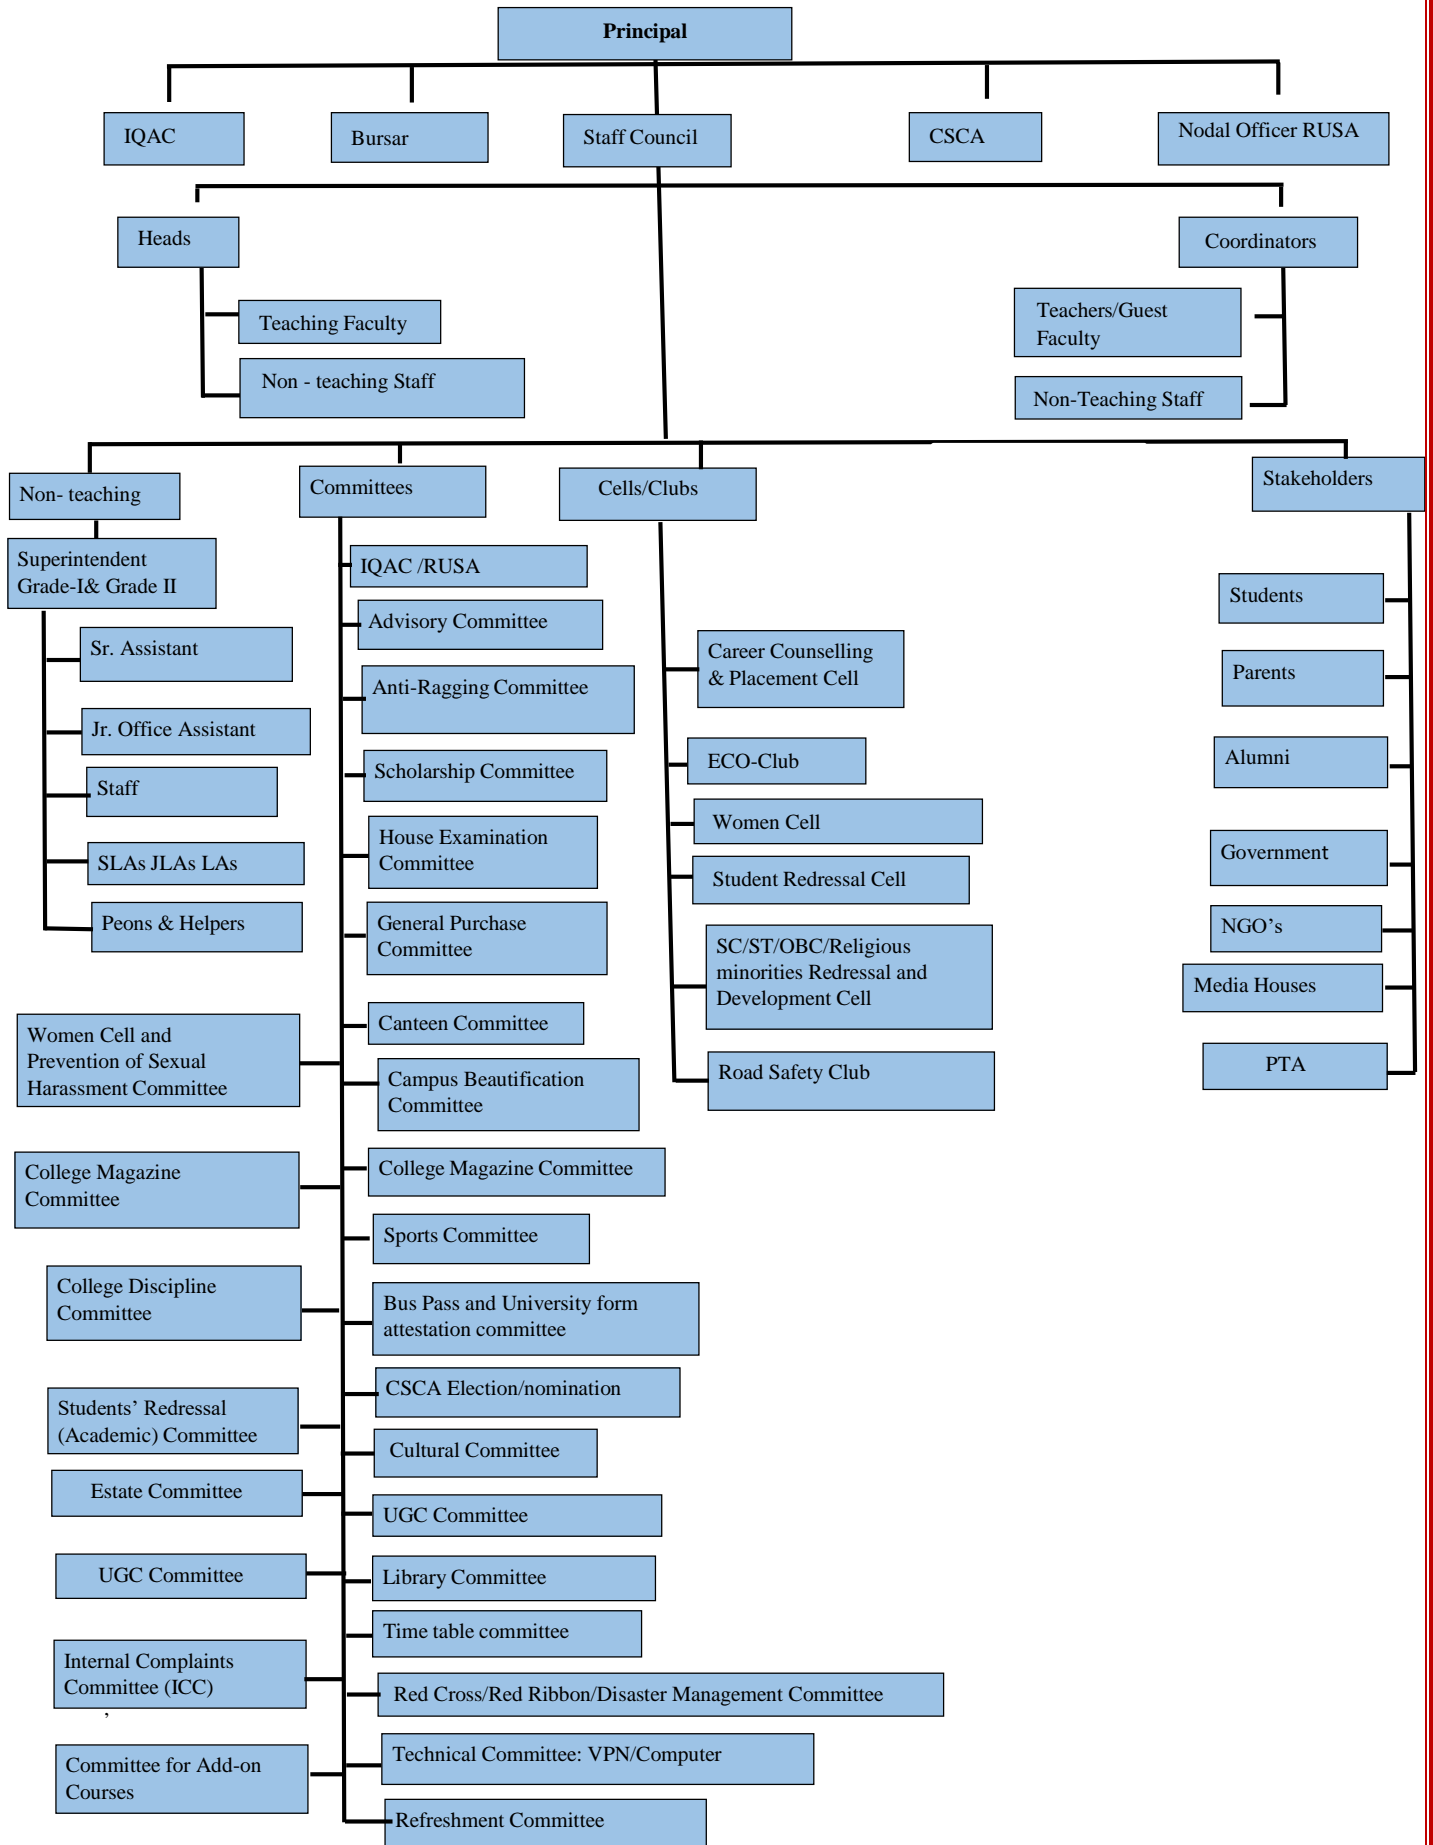 Principal
IQAC
Bursar
Staff Council
CSCA
Nodal Officer RUSA
Heads
Coordinators
Teaching Faculty
Non - teaching Staff
Teachers/Guest
Faculty
Non-Teaching Staff
Non- teaching
Committees
Cells/Clubs
Stakeholders
Superintendent
Grade-I& Grade II
Sr. Assistant
Jr. Office Assistant
Staff
SLAs JLAs LAs
Peons & Helpers
Women Cell and
Prevention of Sexual
Harassment Committee
College Magazine
Committee
College Discipline
Committee
Students’ Redressal
(Academic) Committee
Estate Committee
UGC Committee
Internal Complaints
Committee (ICC)
,
Committee for Add-on
Courses
IQAC /RUSA
Advisory Committee
Anti-Ragging Committee
Scholarship Committee
House Examination
Committee
General Purchase
Committee
Canteen Committee
Campus Beautification
Committee
College Magazine Committee
Sports Committee
Bus Pass and University form
attestation committee
CSCA Election/nomination
Cultural Committee
UGC Committee
Library Committee
Time table committee
Red Cross/Red Ribbon/Disaster Management Committee
Technical Committee: VPN/Computer
Refreshment Committee
Career Counselling
& Placement Cell
ECO-Club
Women Cell
Student Redressal Cell
SC/ST/OBC/Religious
minorities Redressal and
Development Cell
Road Safety Club
Students
Parents
Alumni
Government
NGO’s
Media Houses
PTA